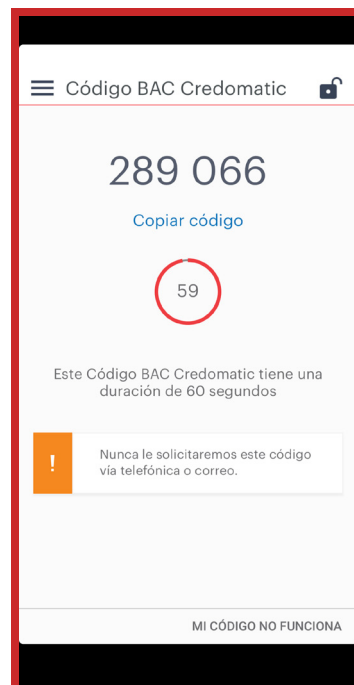 Código BAC Credomatic
289 066
Copiar código
59
Este Código BAC Credomatic tiene una
duración de 60 segundos
!
Nunca le solicitaremos este código
vía telefónica o correo.
MI CÓDIGO NO FUNCIONA